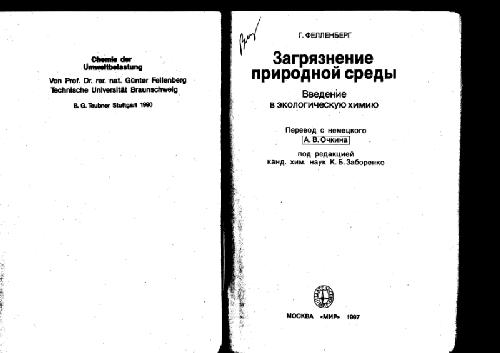 Chemie der
Umweltbelastung
Von Prof. Dr. rer. nat. Günter Fellenberg
Technische Universität Braunschweig
B. G. Teubner Stuttgart 1990
Г. ФЕЛЛЕНБЕРГ
Загрязнение
природной среды
Введение
в экологическую химию
Перевод с немецкого
А. В. Очкина
под редакцией
канд. хим. наук К. Б. Заборенко
МОСКВА «МИР» 1997